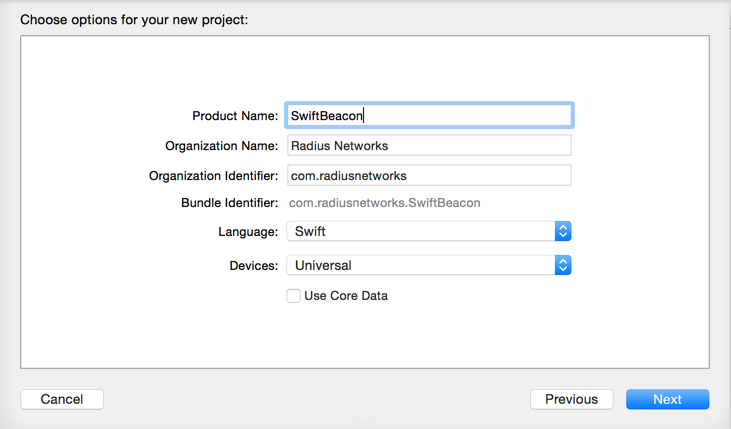 Choose options for your new project:
Product Name: SwiftBeacon
Organization Name: Radius Networks
Organization Identifier: com.radiusnetworks
Bundle Identifier: com.radiusnetworks.SwiftBeacon
Language: Swift
Devices: Universal
Use Core Data
Cancel Previous Next